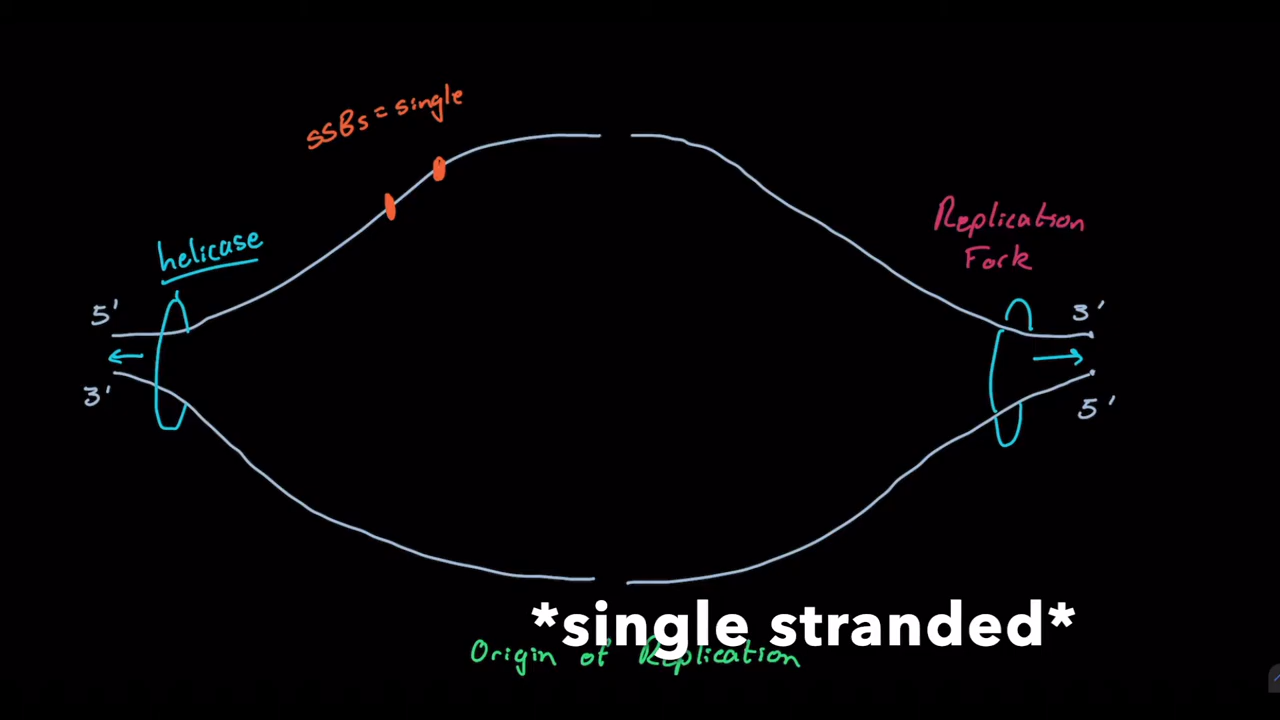 ssBs = single
helicase
Replication
Fork
5'
3'
3'
5'
*single stranded*
Origin of Replication